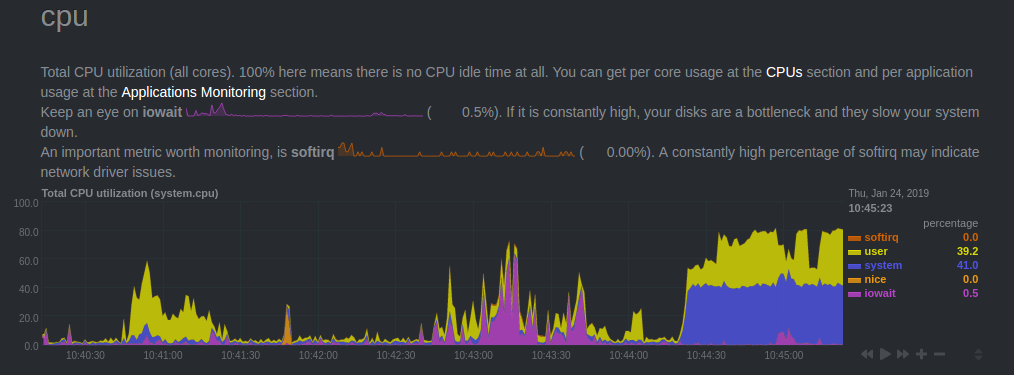 cpu
Total CPU utilization (all cores). 100% here means there is no CPU idle time at all. You can get per core usage at the CPUs section and per application
usage at the Applications Monitoring section.
Keep an eye on iowait ( 0.5%). If it is constantly high, your disks are a bottleneck and they slow your system
down.
An important metric worth monitoring, is softirq ( 0.00%). A constantly high percentage of softirq may indicate
network driver issues.
Total CPU utilization (system.cpu)
100.0
80.0
60.0
40.0
20.0
0.0
10:40:30 10:41:00 10:41:30 10:42:00 10:42:30 10:43:00 10:43:30 10:44:00 10:44:30 10:45:00
Thu, Jan 24, 2019
10:45:23
percentage
softirq 0.0
user 39.2
system 41.0
nice 0.0
iowait 0.5